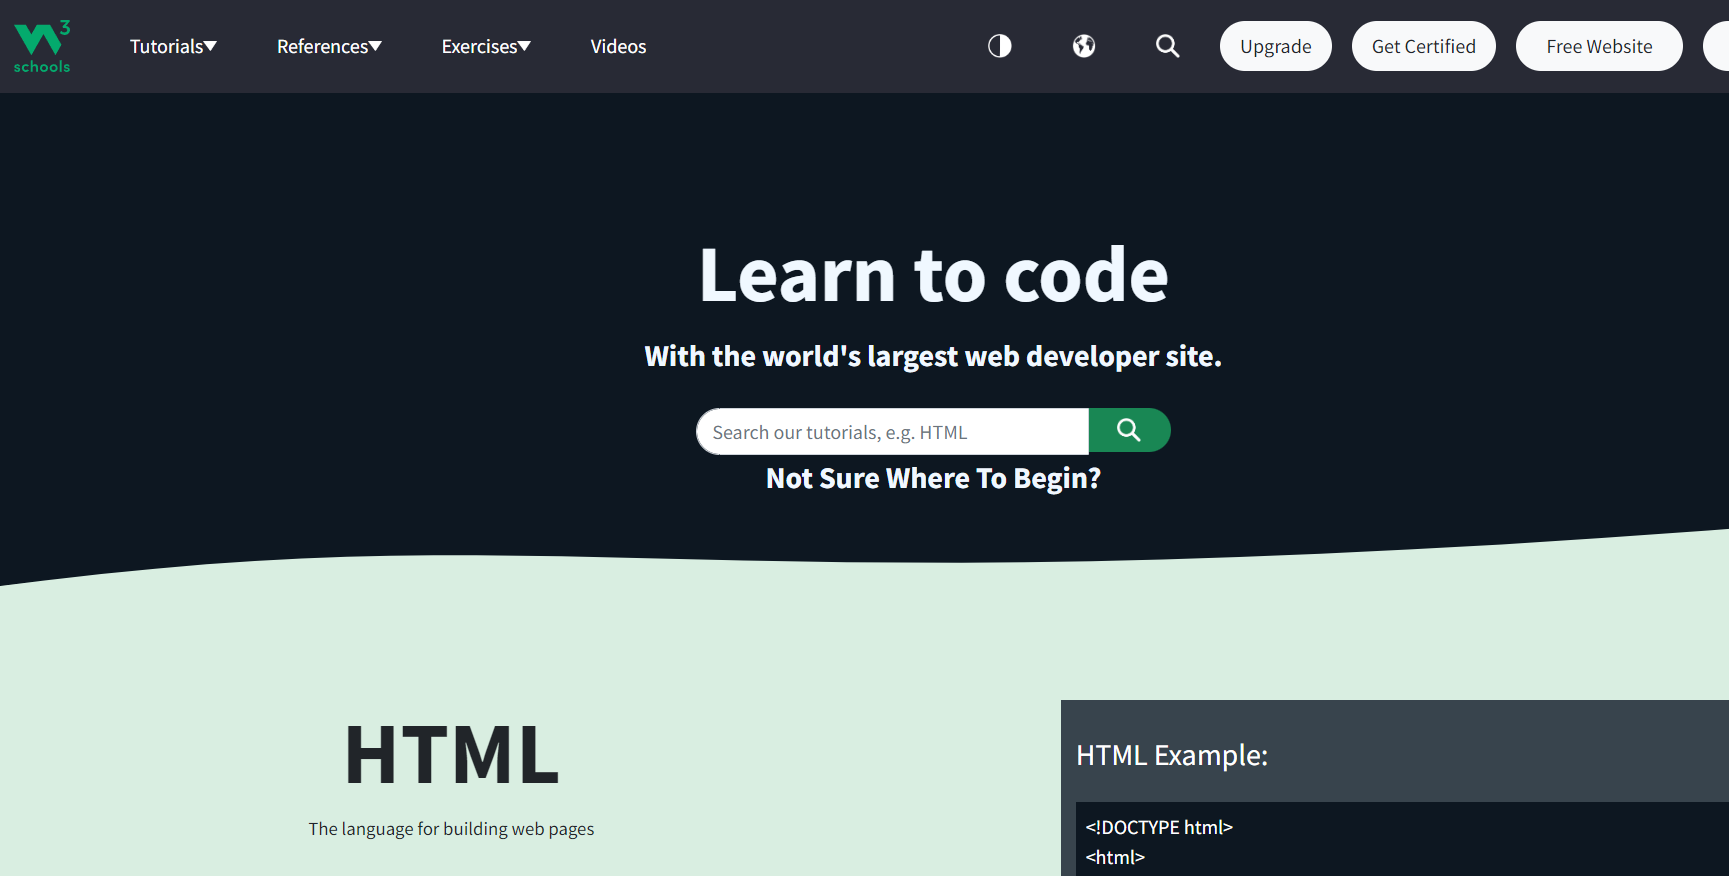 W3 schools
Tutorials▼ References▼ Exercises▼ Videos Upgrade Get Certified Free Website
Learn to code
With the world's largest web developer site.
Search our tutorials, e.g. HTML
Not Sure Where To Begin?
HTML
The language for building web pages
HTML Example:
<!DOCTYPE html>
<html>